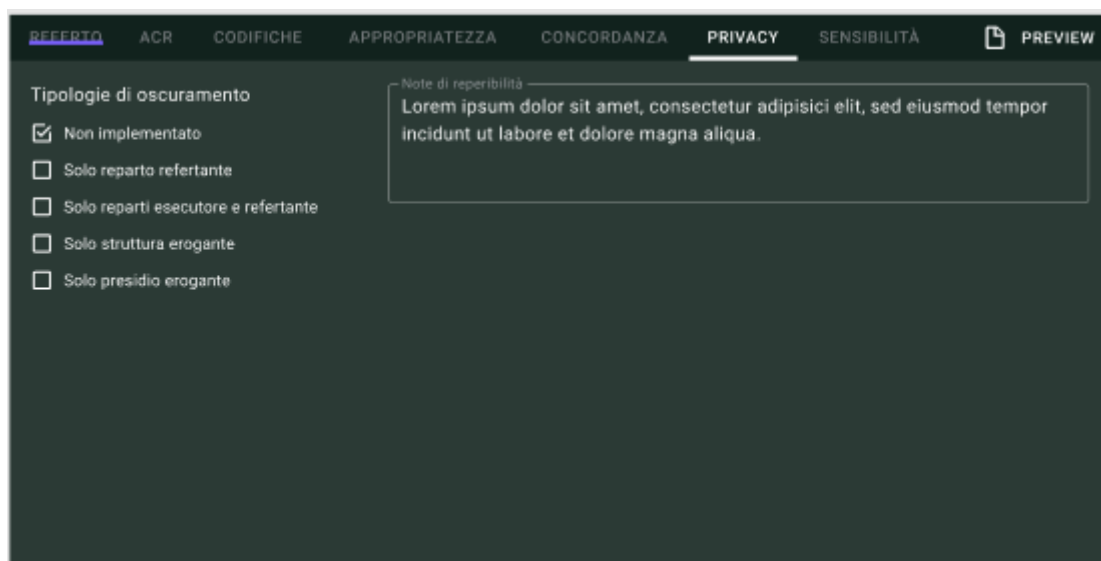 REFERTO ACR CODIFICHE APPROPRIATEZZA CONCORDANZA PRIVACY SENSIBILITÀ PREVIEW
Tipologie di oscuramento
Non implementato
Solo reparto refertante
Solo reparti esecutore e refertante
Solo struttura erogante
Solo presidio erogante
Note di reperibilità
Lorem ipsum dolor sit amet, consectetur adipisici elit, sed eiusmod tempor
incidunt ut labore et dolore magna aliqua.